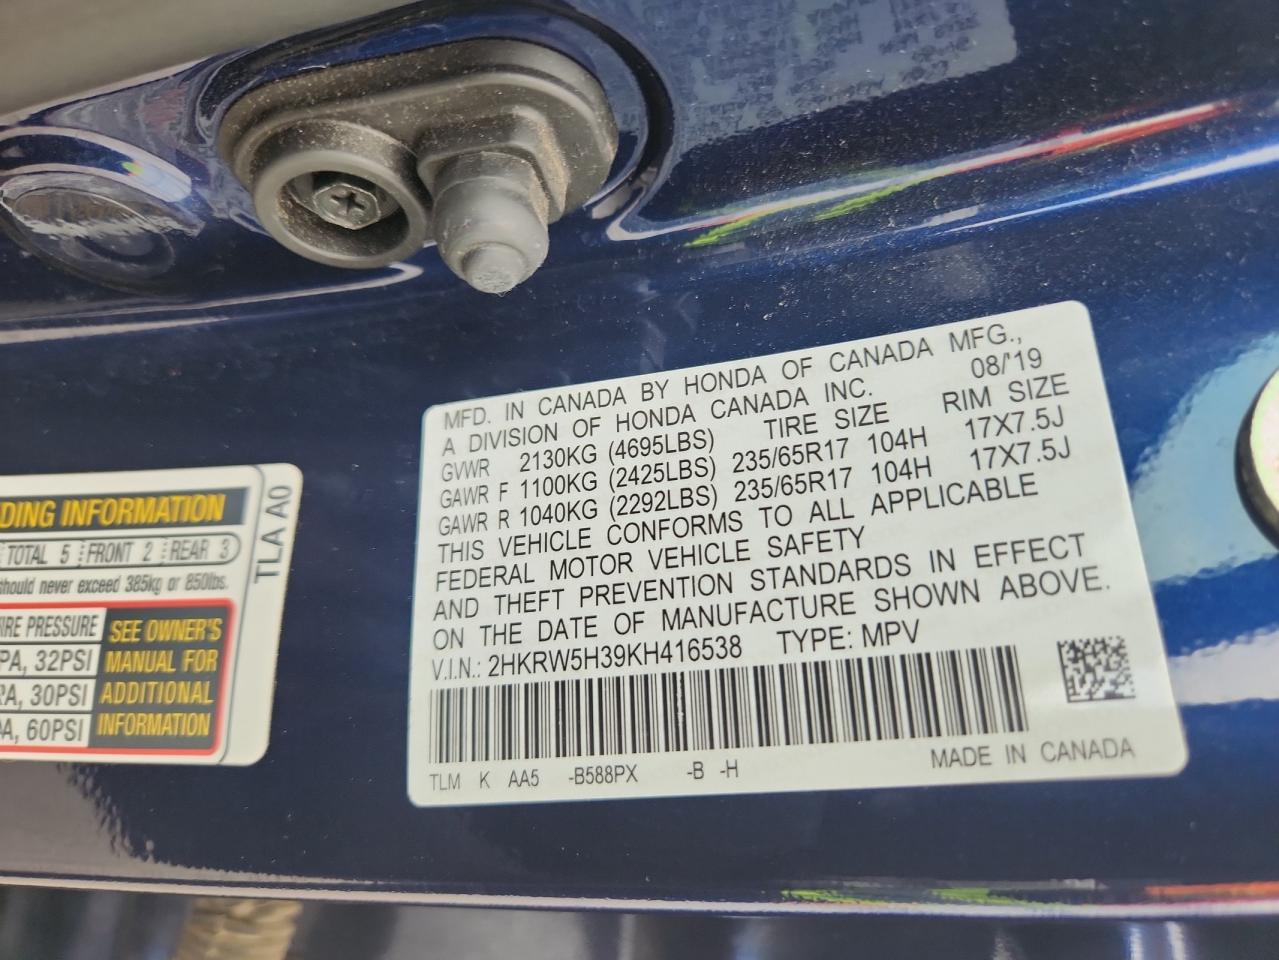 MFD. IN CANADA BY HONDA OF CANADA MFG.,
A DIVISION OF HONDA CANADA INC. 08/'19
GVWR 2130KG (4695LBS) TIRE SIZE RIM SIZE
GAWR F 1100KG (2425LBS) 235/65R17 104H 17X7.5J
GAWR R 1040KG (2292LBS) 235/65R17 104H 17X7.5J
THIS VEHICLE CONFORMS TO ALL APPLICABLE
FEDERAL MOTOR VEHICLE SAFETY
AND THEFT PREVENTION STANDARDS IN EFFECT
ON THE DATE OF MANUFACTURE SHOWN ABOVE.
V.I.N.: 2HKRW5H39KH416538 TYPE: MPV
TLM K AA5 -B588PX -B -H MADE IN CANADA
DING INFORMATION
TLA A0
TOTAL 5 FRONT 2 REAR 3
should never exceed 385kg or 850lbs.
IRE PRESSURE
PA, 32PSI
PA, 30PSI
PA, 60PSI
SEE OWNER'S
MANUAL FOR
ADDITIONAL
INFORMATION